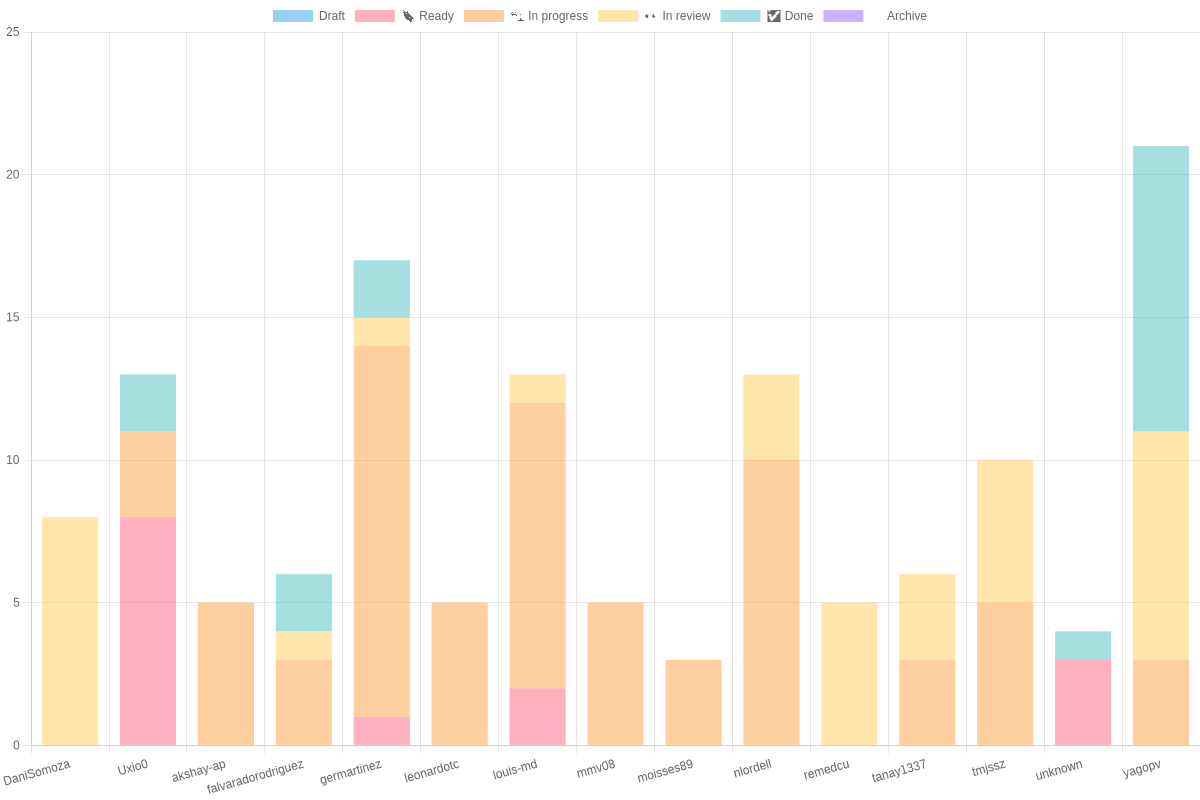 Draft 🔖 Ready 🏗 In progress 👀 In review ✅ Done Archive
25
20
15
10
5
0
DaniSomoza
Uxio0
akshay-ap
falvaradorodriguez
germartinez
leonardotc
louis-md
mmv08
moisses89
nlordell
remedcu
tanay1337
tmjssz
unknown
yagopv